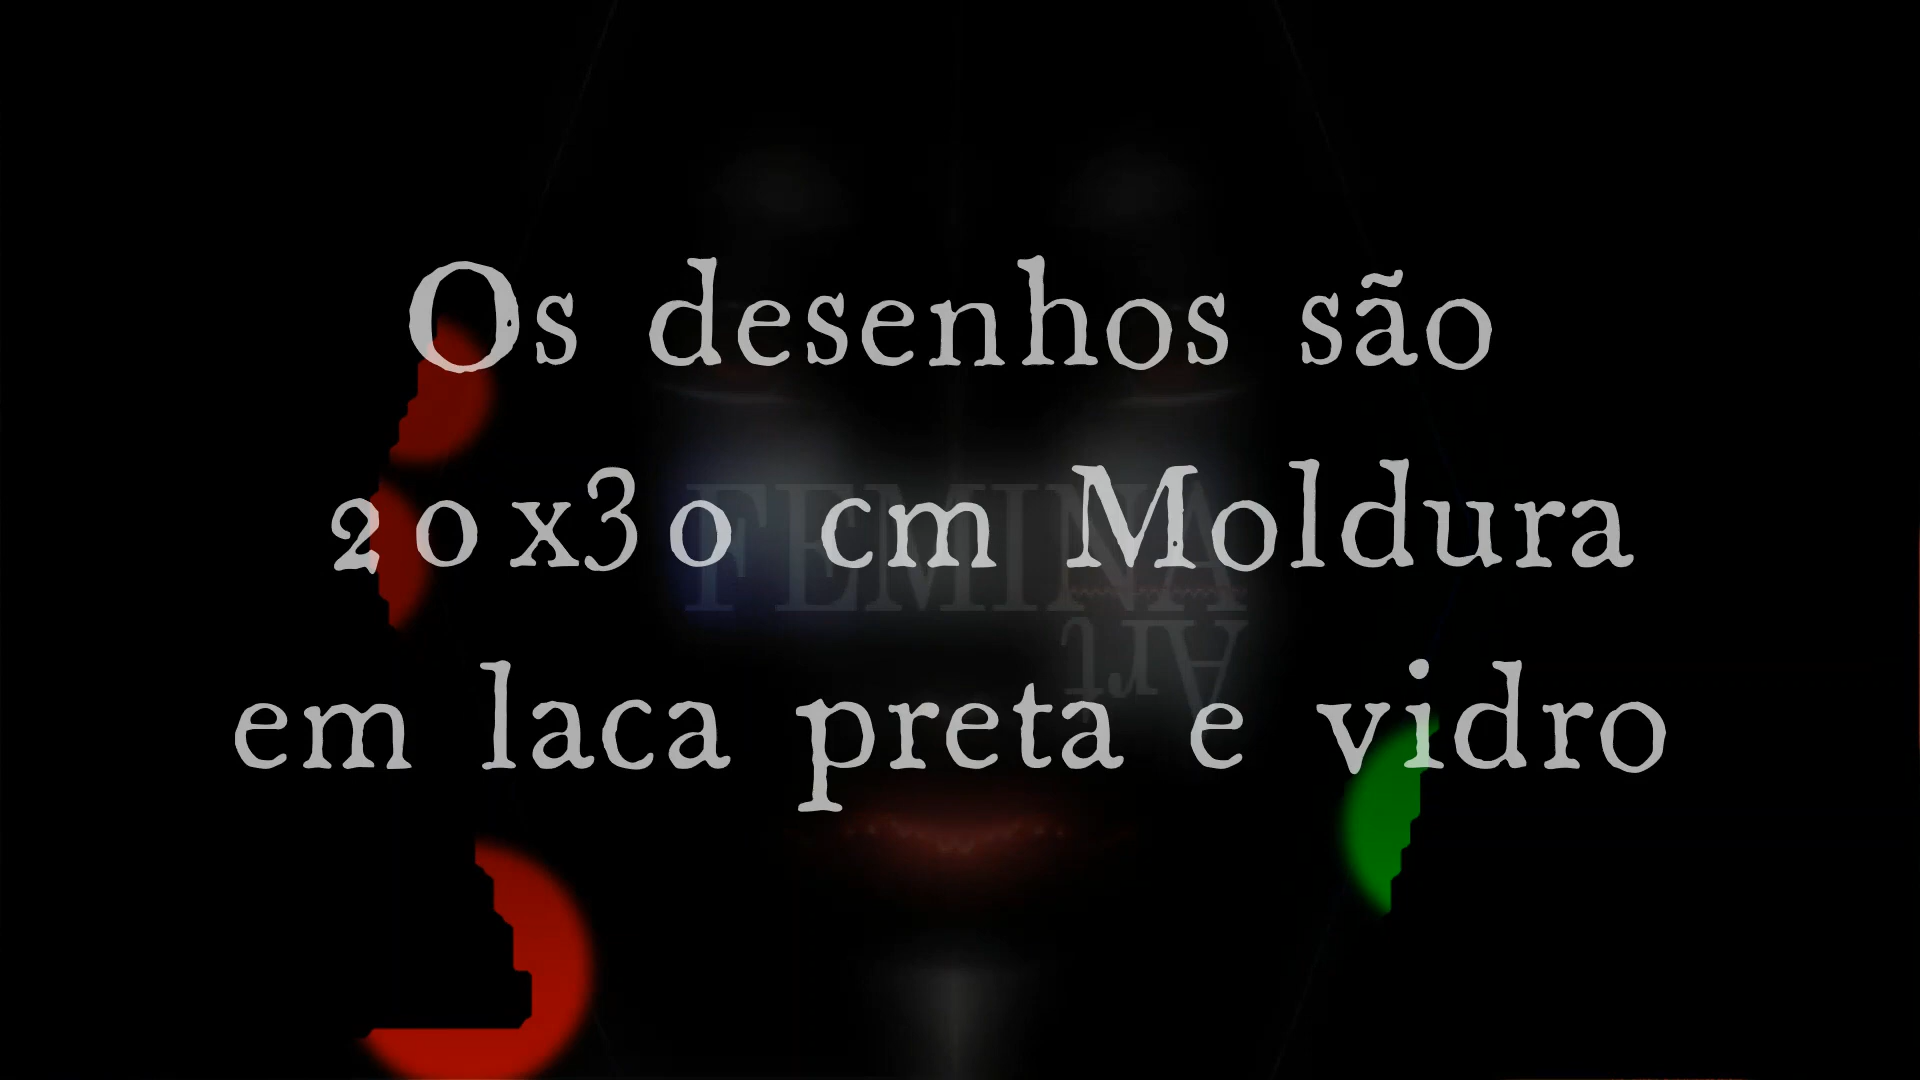 Os desenhos são
20x30 cm Moldura
FEMINA
Art
em laca preta e vidro